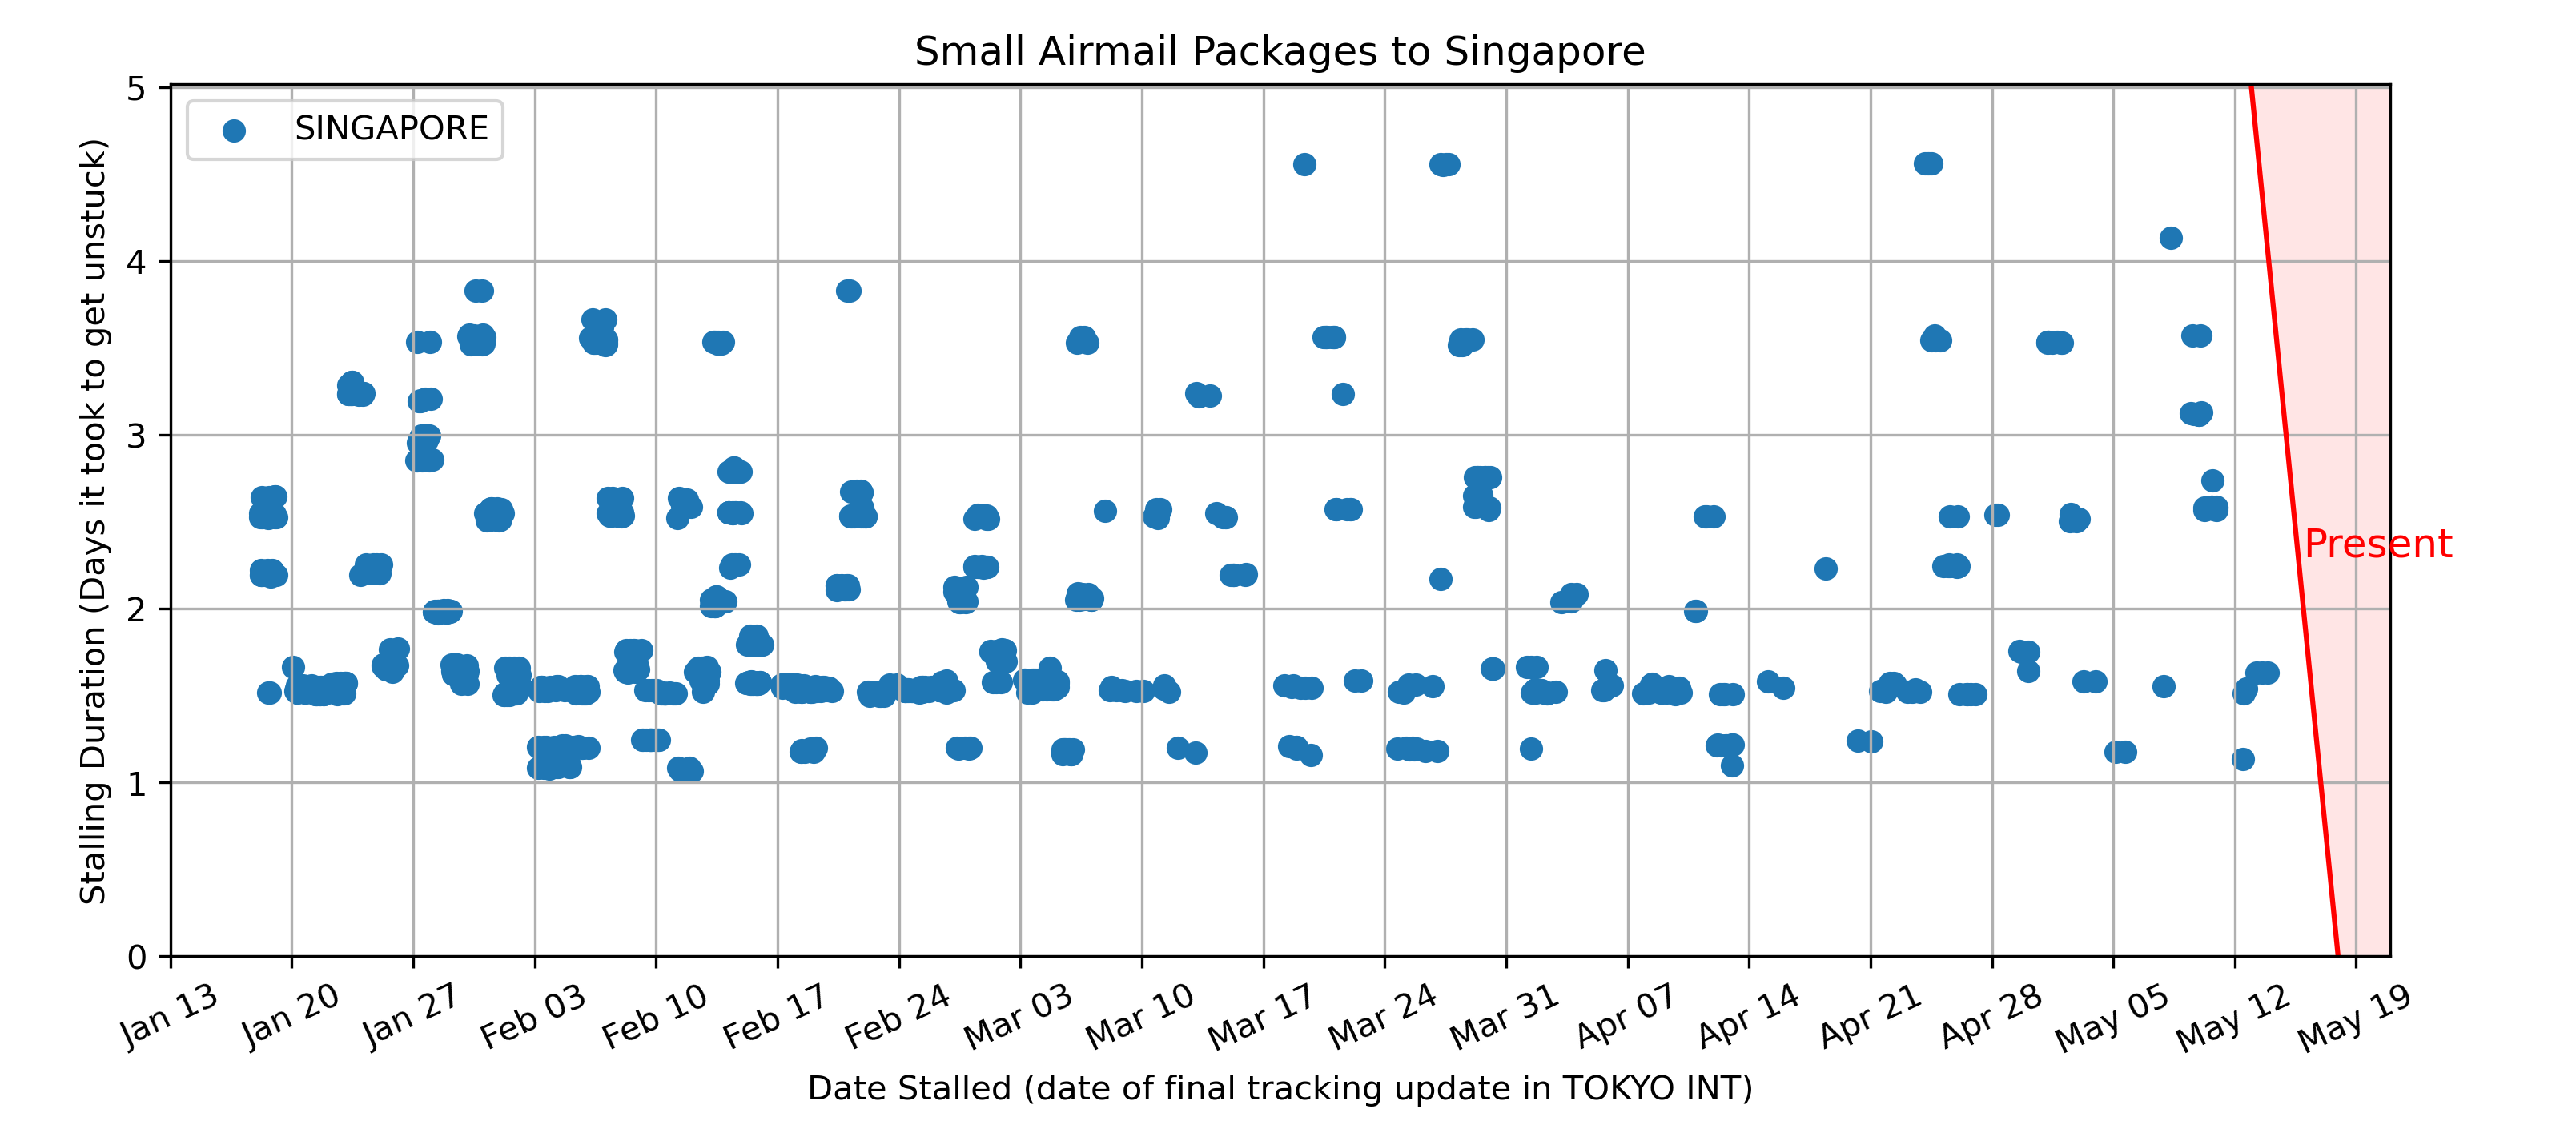 Small Airmail Packages to Singapore
SINGAPORE
Stalling Duration (Days it took to get unstuck)
5
4
3
2
1
0
Present
Jan 13
Jan 20
Jan 27
Feb 03
Feb 10
Feb 17
Feb 24
Mar 03
Mar 10
Mar 17
Mar 24
Mar 31
Apr 07
Apr 14
Apr 21
Apr 28
May 05
May 12
May 19
Date Stalled (date of final tracking update in TOKYO INT)